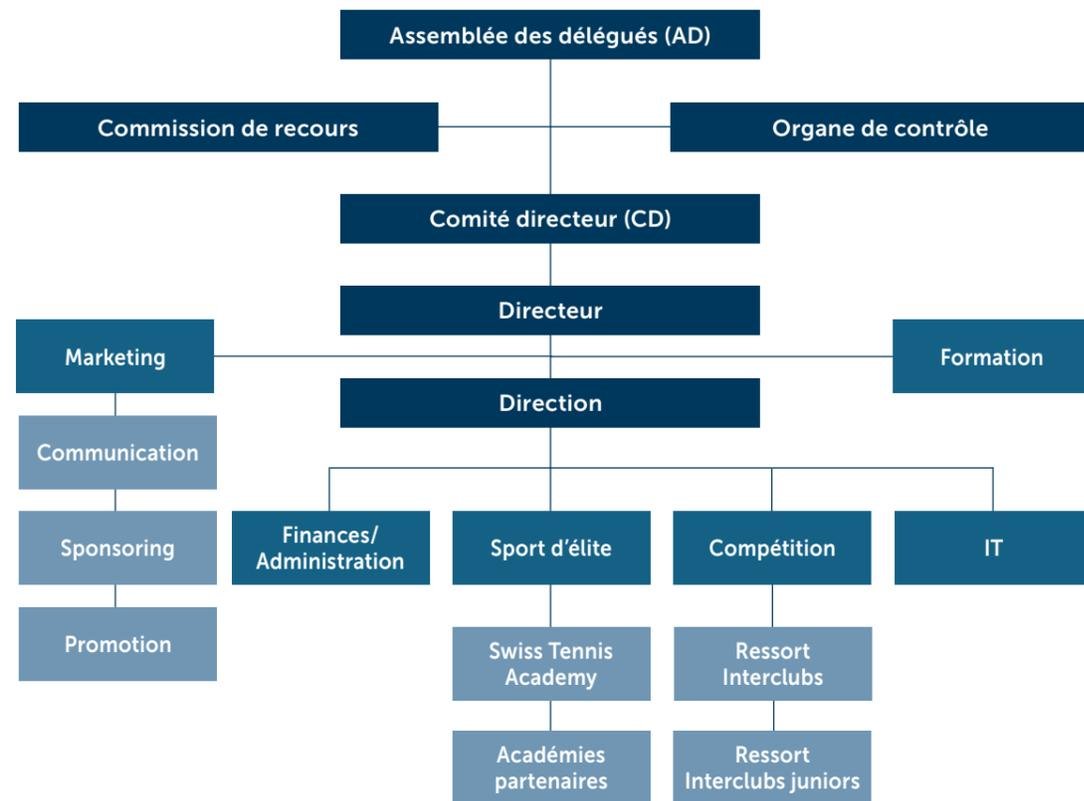 Assemblée des délégués (AD)
Commission de recours
Organe de contrôle
Comité directeur (CD)
Directeur
Marketing
Formation
Direction
Communication
Sponsoring
Finances/
Administration
Sport d’élite
Compétition
IT
Promotion
Swiss Tennis
Academy
Ressort
Interclubs
Académies
partenaires
Ressort
Interclubs juniors